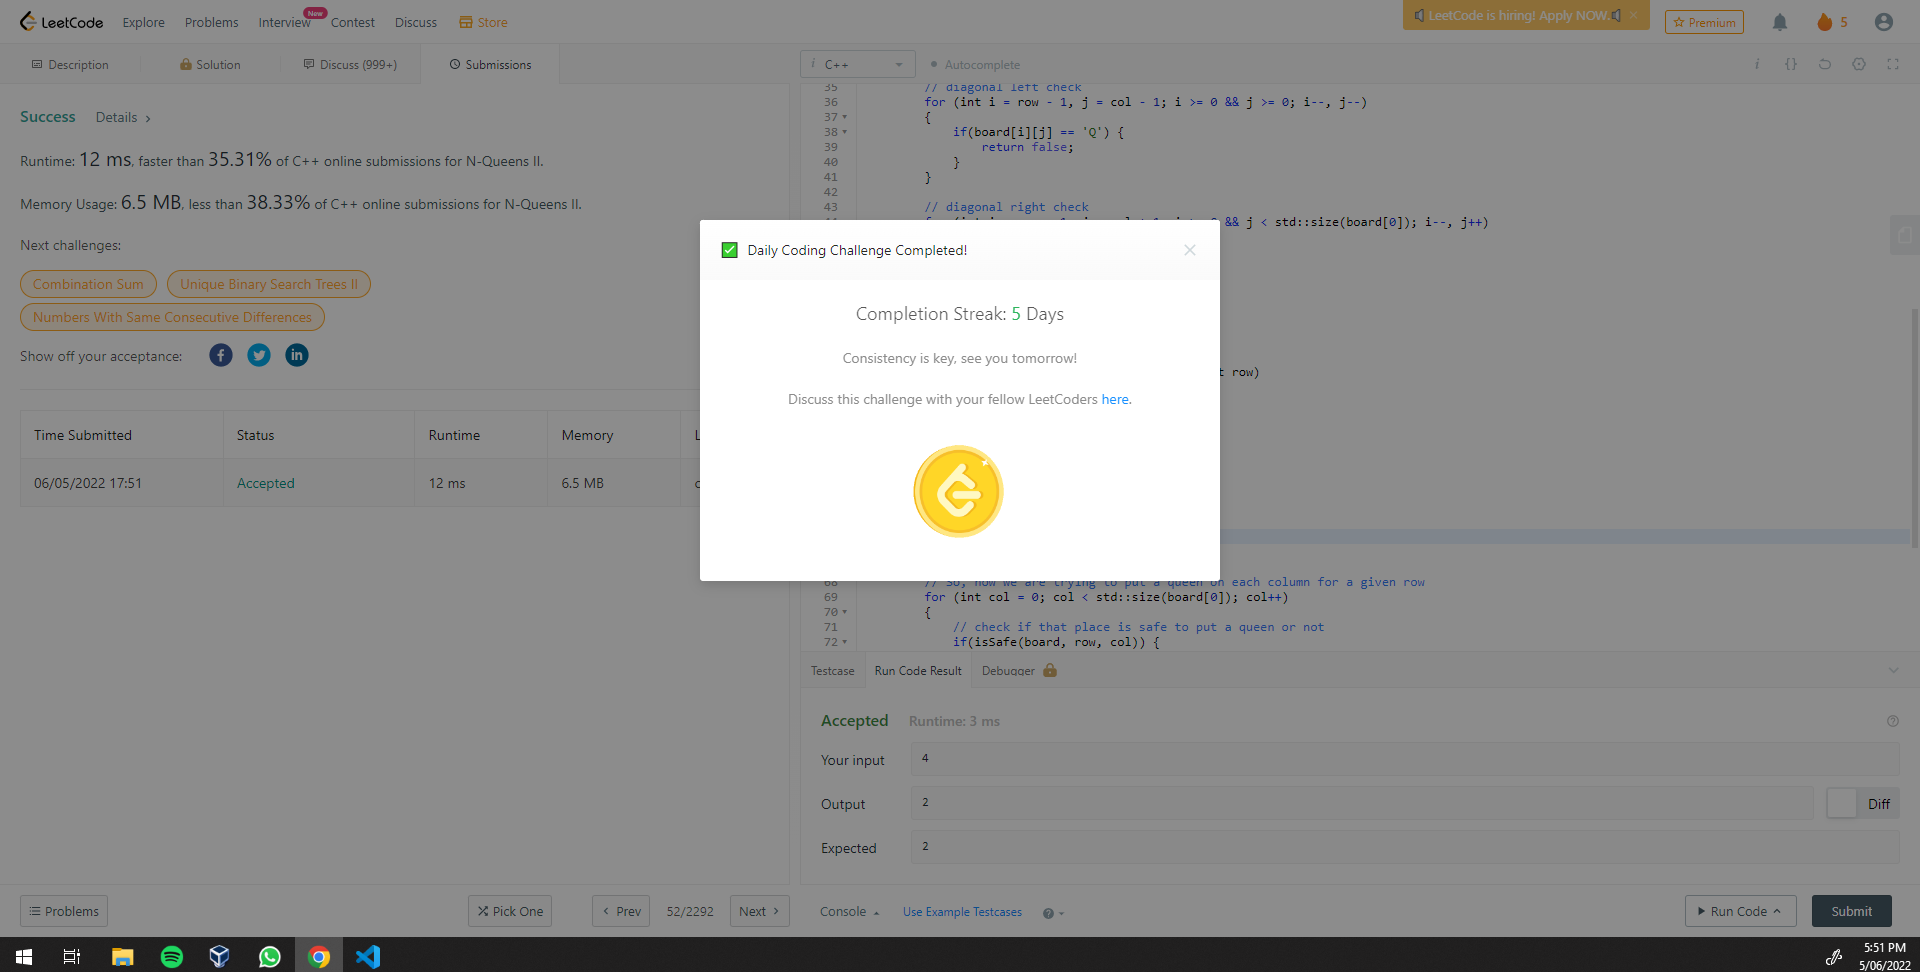 LeetCode
Explore
Problems
Interview
New
Contest
Discuss
Store
LeetCode is hiring! Apply NOW.
Premium
5
Description
Solution
Discuss (999+)
Submissions
C++
Autocomplete
Success
Details
Runtime: 12 ms, faster than 35.31% of C++ online submissions for N-Queens II.
Memory Usage: 6.5 MB, less than 38.33% of C++ online submissions for N-Queens II.
Next challenges:
Combination Sum
Unique Binary Search Trees II
Numbers With Same Consecutive Differences
Show off your acceptance:
Time Submitted Status Runtime Memory
06/05/2022 17:51 Accepted 12 ms 6.5 MB
35 // diagonal left check
36 for (int i = row - 1, j = col - 1; i >= 0 && j >= 0; i--, j--)
37 {
38 if(board[i][j] == 'Q') {
39 return false;
40 }
41 }
42
43 // diagonal right check
&& j < std::size(board[0]); i--, j++)
Daily Coding Challenge Completed!
Completion Streak: 5 Days
Consistency is key, see you tomorrow!
Discuss this challenge with your fellow LeetCoders here.
t row)
68 // So, now we are trying to put a queen on each column for a given row
69 for (int col = 0; col < std::size(board[0]); col++)
70 {
71 // check if that place is safe to put a queen or not
72 if(isSafe(board, row, col)) {
Testcase
Run Code Result
Debugger
Accepted
Runtime: 3 ms
Your input
4
Output
2
Diff
Expected
2
Problems
Pick One
Prev
52/2292
Next
Console
Use Example Testcases
Run Code
Submit
5:51 PM
5/06/2022